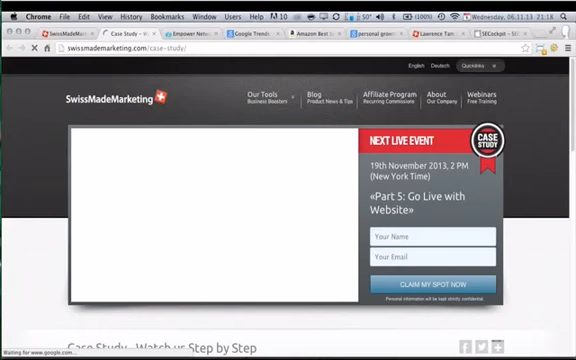 Chrome File Edit View History Bookmarks Window Users Help 10 50° (100%) Wednesday, 06.11.13 21:18
SwissMadeMarketin Case Study - Empower Netw Google Trends Amazon Best S personal growth Lawrence Tam SECockpit -
swissmademarketing.com/case-study/
English Deutsch Quicklinks
SwissMadeMarketing
Our Tools Blog Affiliate Program About Webinars
Business Boosters Product News & Tips Recurring Commissions Our Company Free Training
NEXT LIVE EVENT
CASE
STUDY
19th November 2013, 2 PM
(New York Time)
«Part 5: Go Live with
Website»
Your Name
Your Email
CLAIM MY SPOT NOW
Personal information will be kept strictly confidential
Case Study - Watch us Step by Step
Waiting for www.google.com...